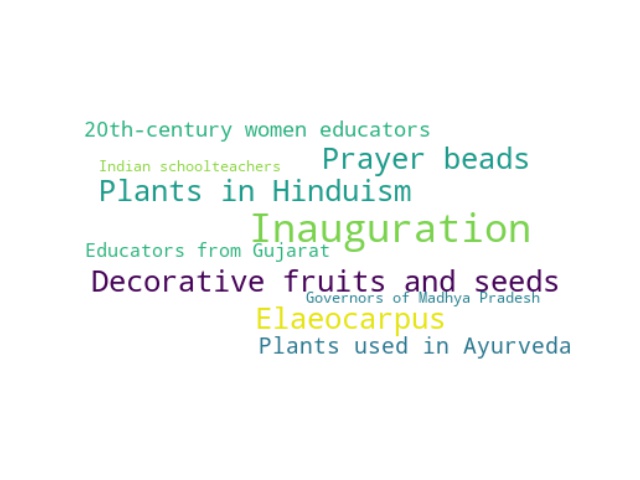 20th-century women educators
Prayer beads
Indian schoolteachers
Plants in Hinduism
Inauguration
Educators from Gujarat
Decorative fruits and seeds
Governors of Madhya Pradesh
Elaeocarpus
Plants used in Ayurveda